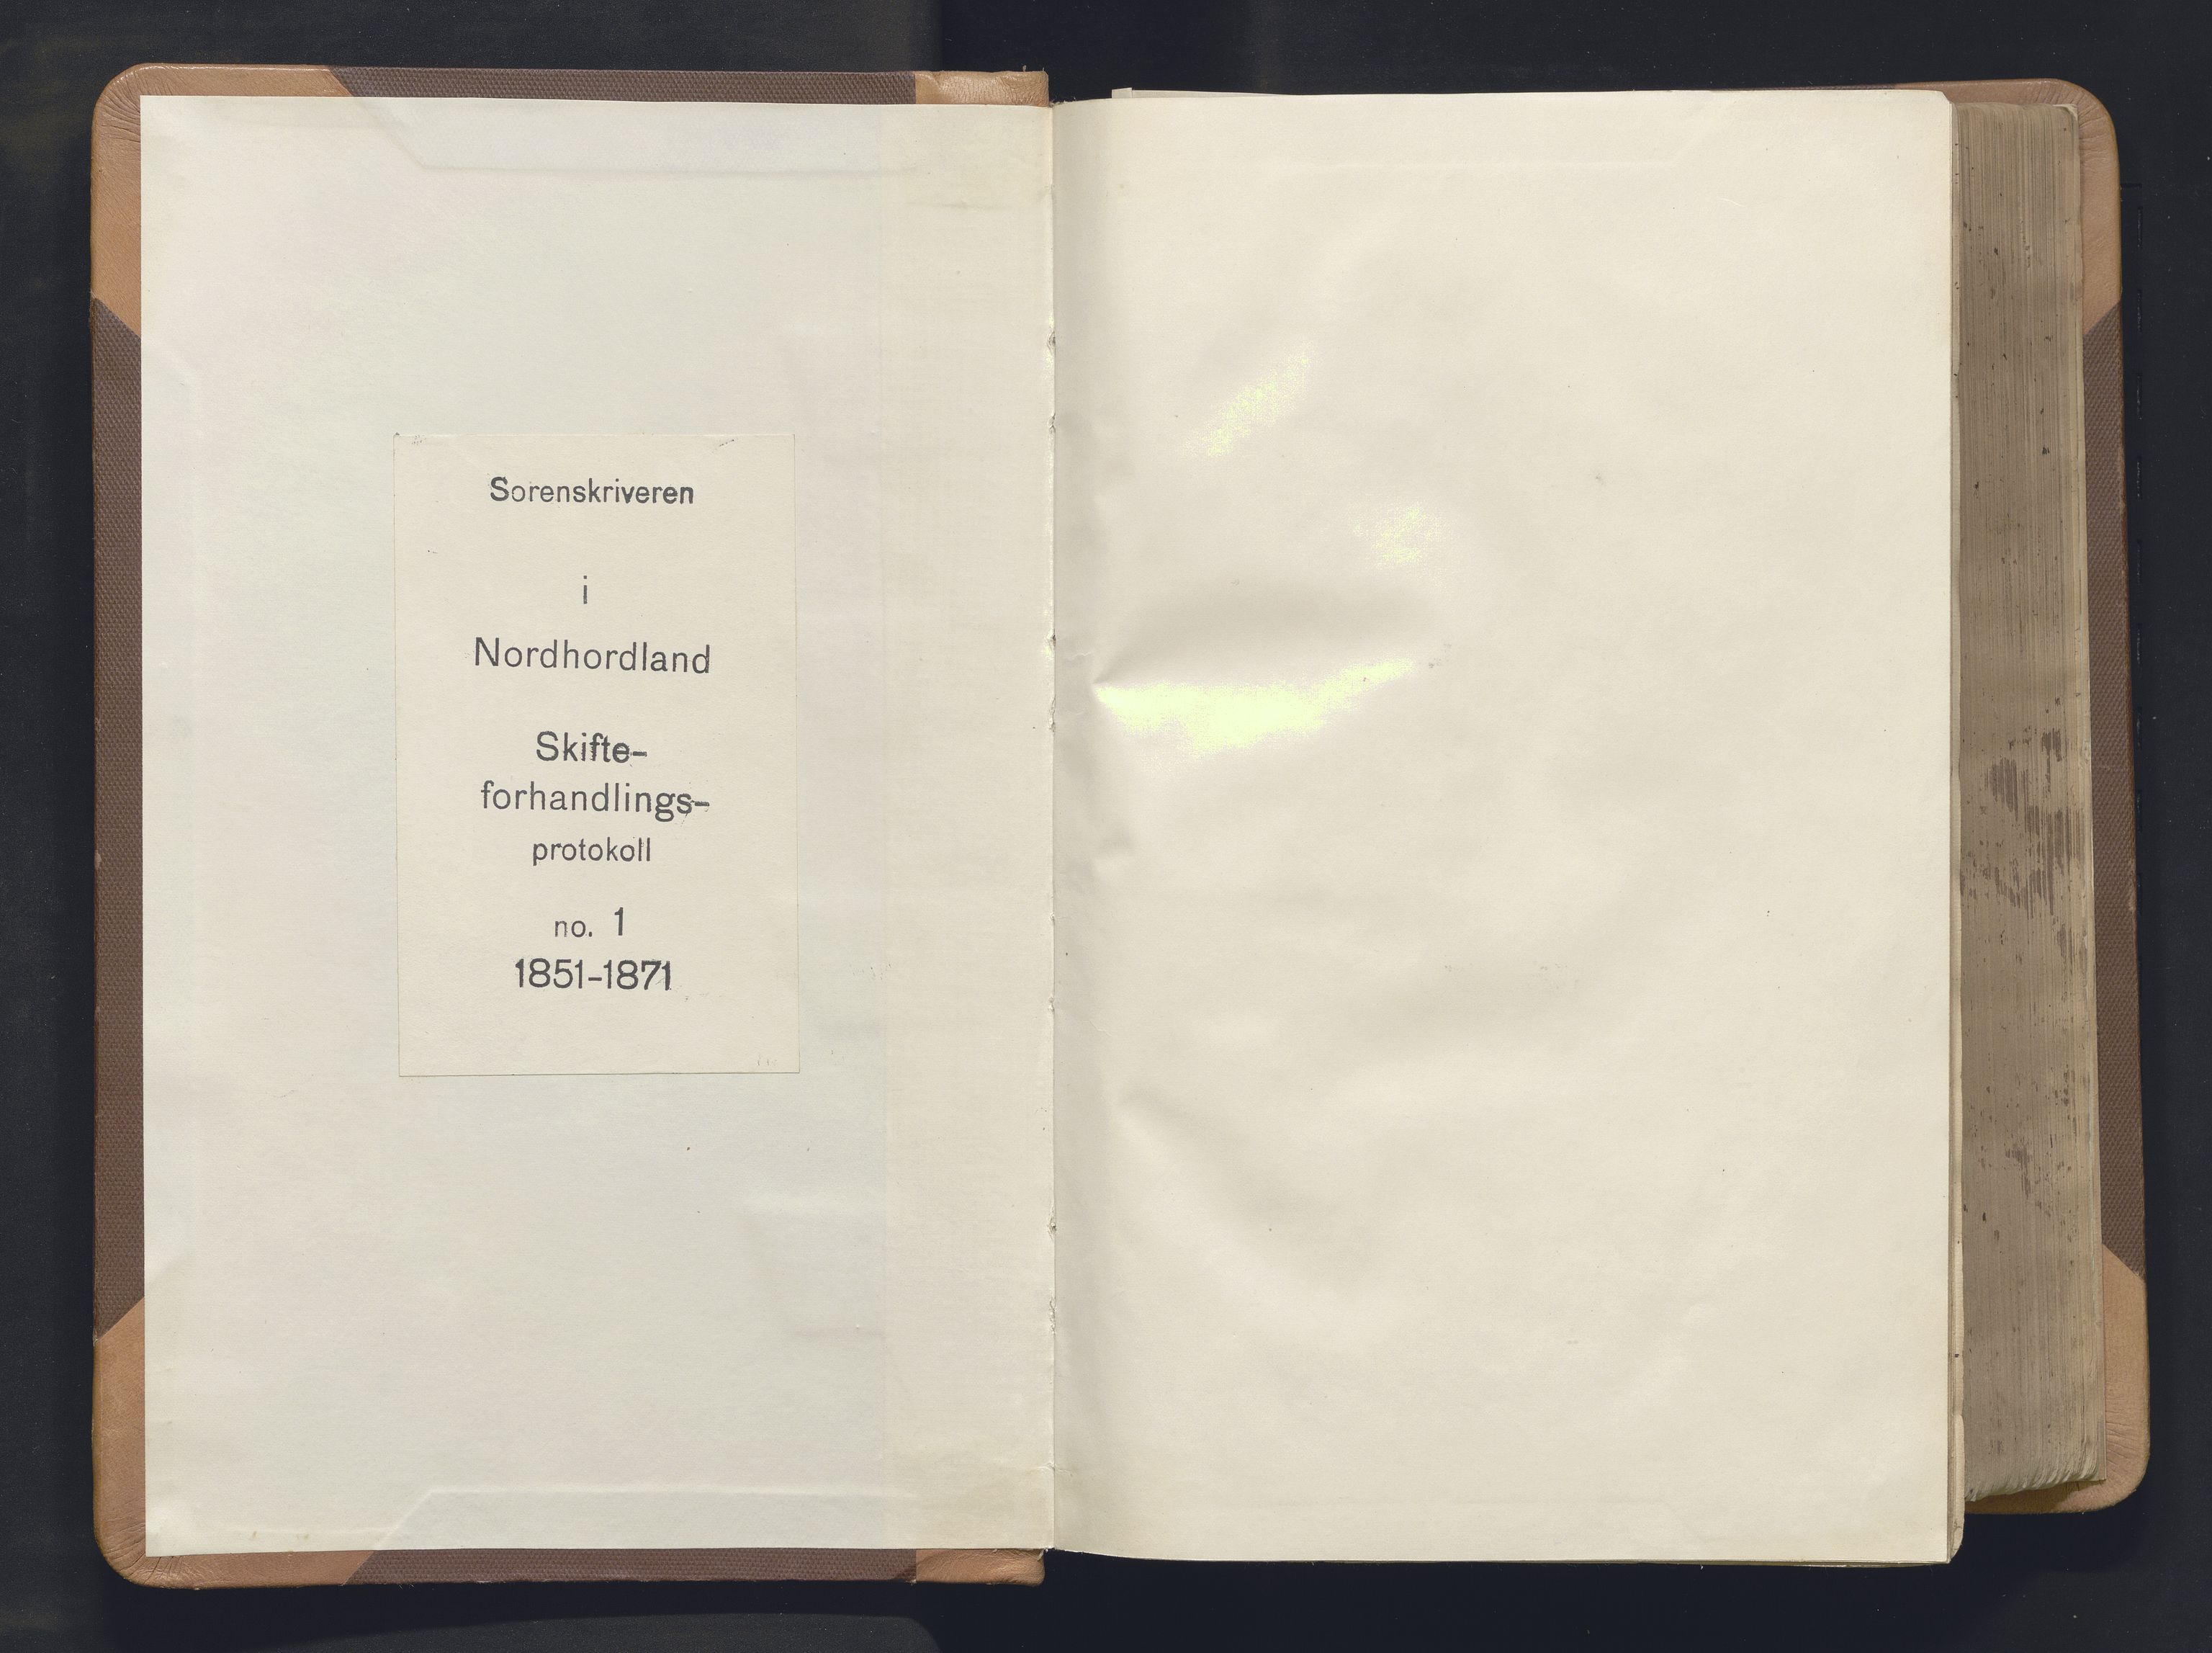 Sorenskriveren
i
Nordhordland
Skifte-
forhandlings-
protokoll
no. 1
1851-1871